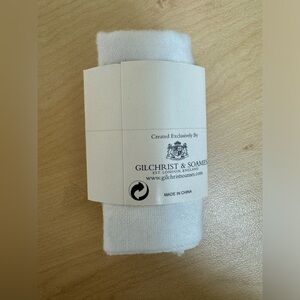 Created Exclusively By
GILCHRIST & SOAMES
EST. LONDON, ENGLAND
www.gilchristsoames.com
MADE IN CHINA